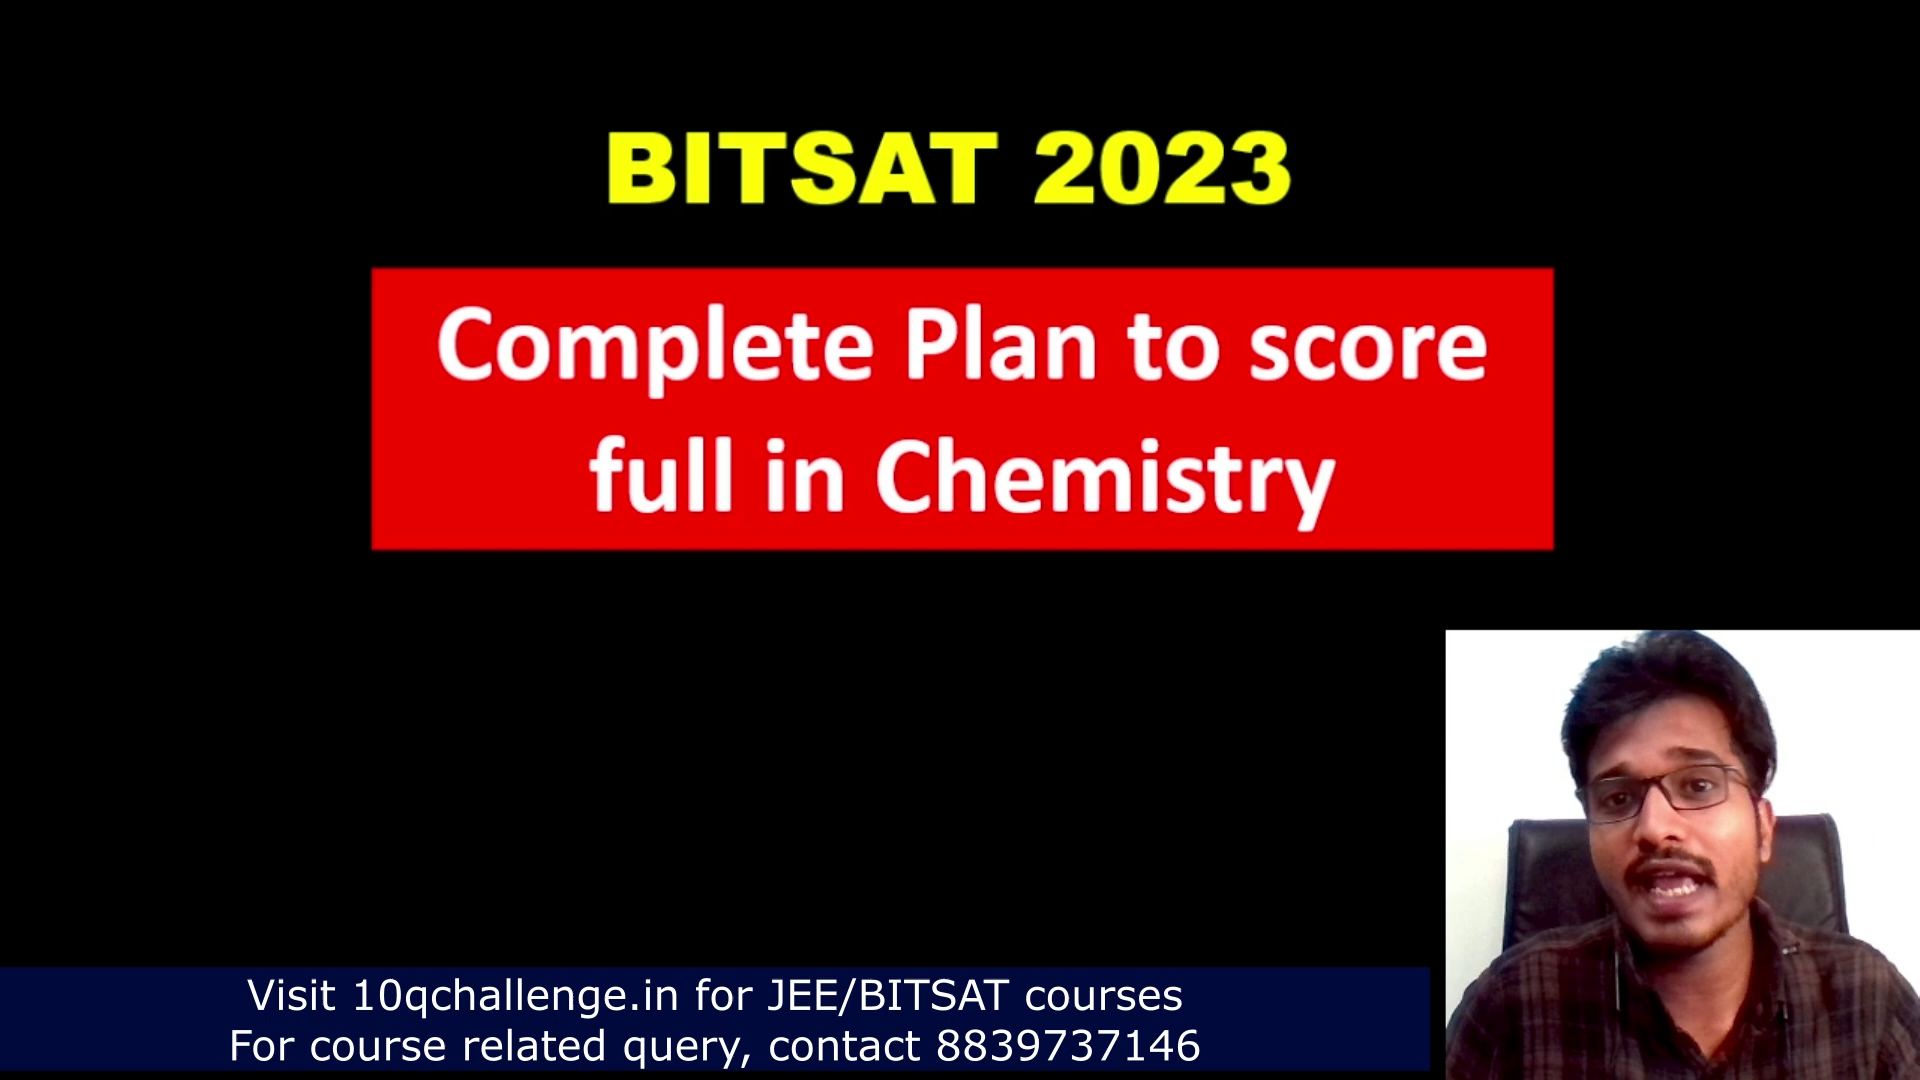 BITSAT 2023
Complete Plan to score
full in Chemistry
Visit 10qchallenge.in for JEE/BITSAT courses
For course related query, contact 8839737146